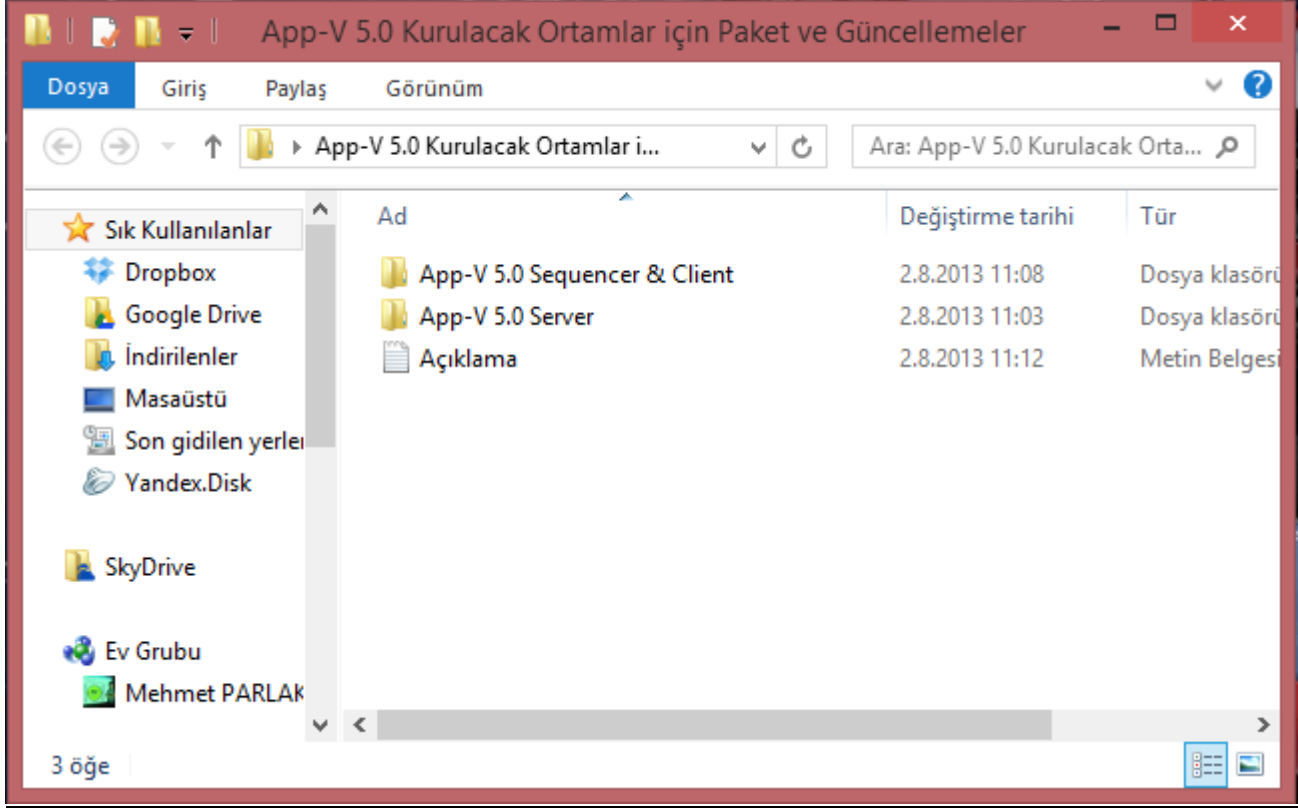 App-V 5.0 Kurulacak Ortamlar için Paket ve Güncellemeler
Dosya Giriş Paylaş Görünüm
App-V 5.0 Kurulacak Ortamlar i... Ara: App-V 5.0 Kurulacak Orta...
Ad Değiştirme tarihi Tür
Sık Kullanılanlar
Dropbox
Google Drive
İndirilenler
Masaüstü
Son gidilen yerler
Yandex.Disk
SkyDrive
Ev Grubu
Mehmet PARLAK
App-V 5.0 Sequencer & Client 2.8.2013 11:08 Dosya klasörü
App-V 5.0 Server 2.8.2013 11:03 Dosya klasörü
Açıklama 2.8.2013 11:12 Metin Belgesi
3 öğe